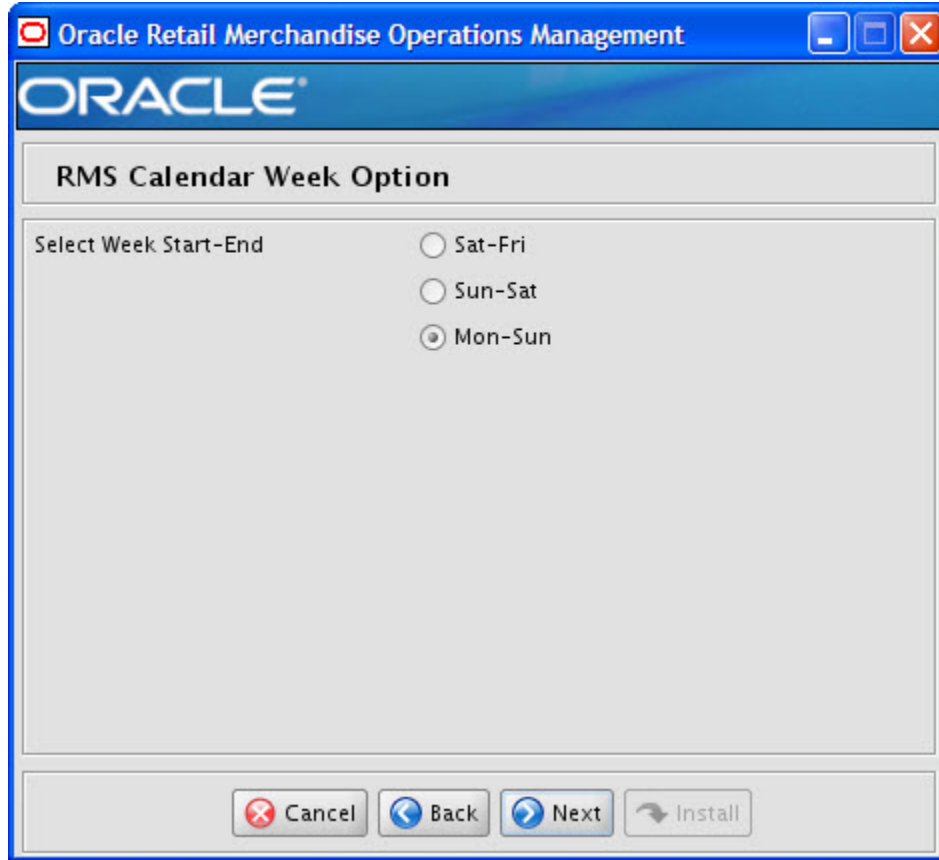 Oracle Retail Merchandise Operations Management
ORACLE®
RMS Calendar Week Option
Select Week Start-End
Sat-Fri
Sun-Sat
Mon-Sun
Cancel
Back
Next
Install